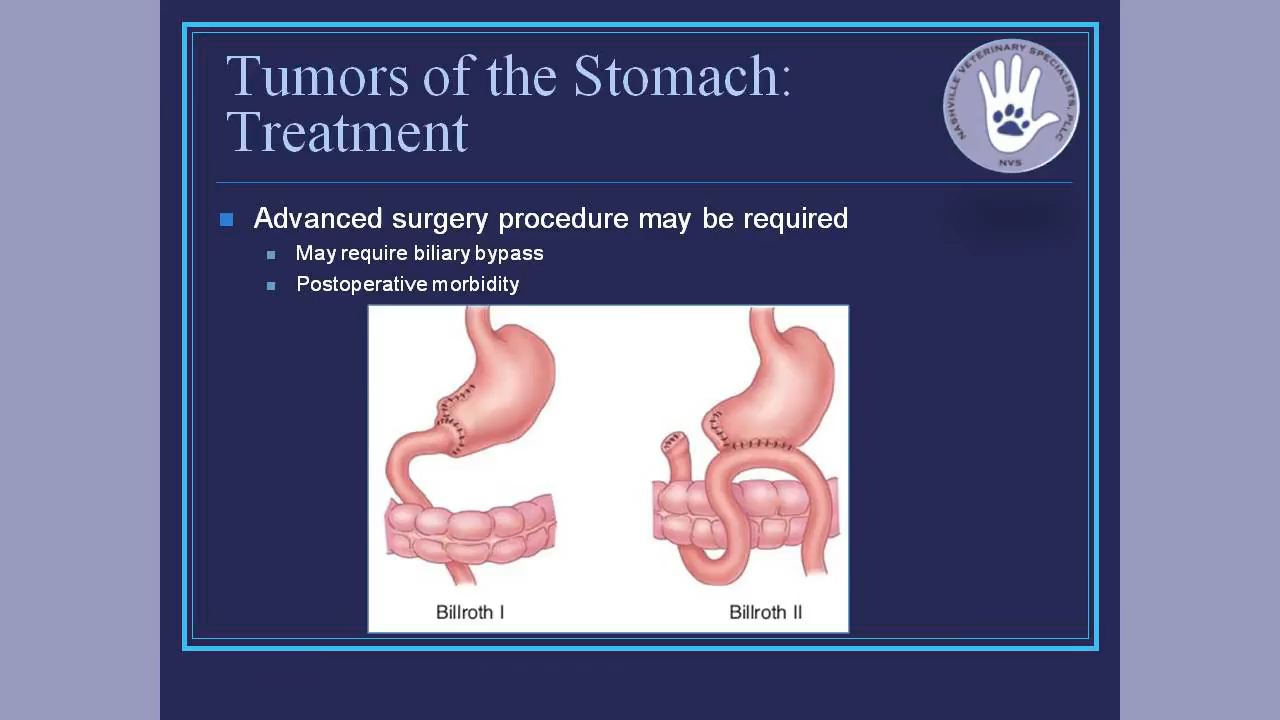 Tumors of the Stomach:
Treatment
NASHVILLE VETERINARY SPECIALISTS, PLLC
NVS
Advanced surgery procedure may be required
May require biliary bypass
Postoperative morbidity
Billroth I
Billroth II